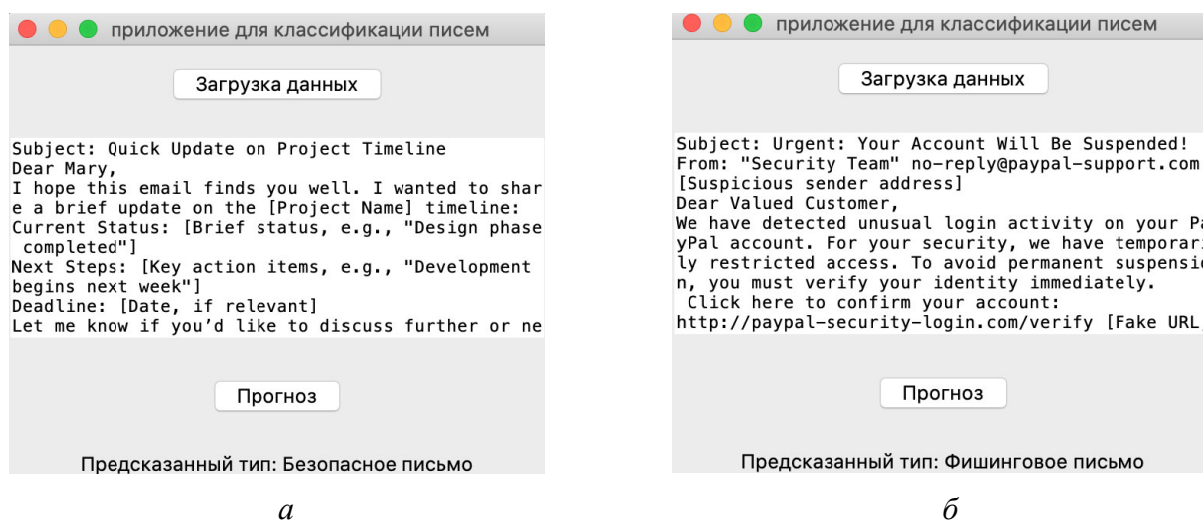 приложение для классификации писем
Загрузка данных
Subject: Quick Update on Project Timeline
Dear Mary,
I hope this email finds you well. I wanted to shar
e a brief update on the [Project Name] timeline:
Current Status: [Brief status, e.g., "Design phase
completed"]
Next Steps: [Key action items, e.g., "Development
begins next week"]
Deadline: [Date, if relevant]
Let me know if you’d like to discuss further or ne
Прогноз
Предсказанный тип: Безопасное письмо
а
приложение для классификации писем
Загрузка данных
Subject: Urgent: Your Account Will Be Suspended!
From: "Security Team" no-reply@paypal-support.com
[Suspicious sender address]
Dear Valued Customer,
We have detected unusual login activity on your Pa
yPal account. For your security, we have temporari
ly restricted access. To avoid permanent suspensio
n, you must verify your identity immediately.
Click here to confirm your account:
http://paypal-security-login.com/verify [Fake URL
Прогноз
Предсказанный тип: Фишинговое письмо
б